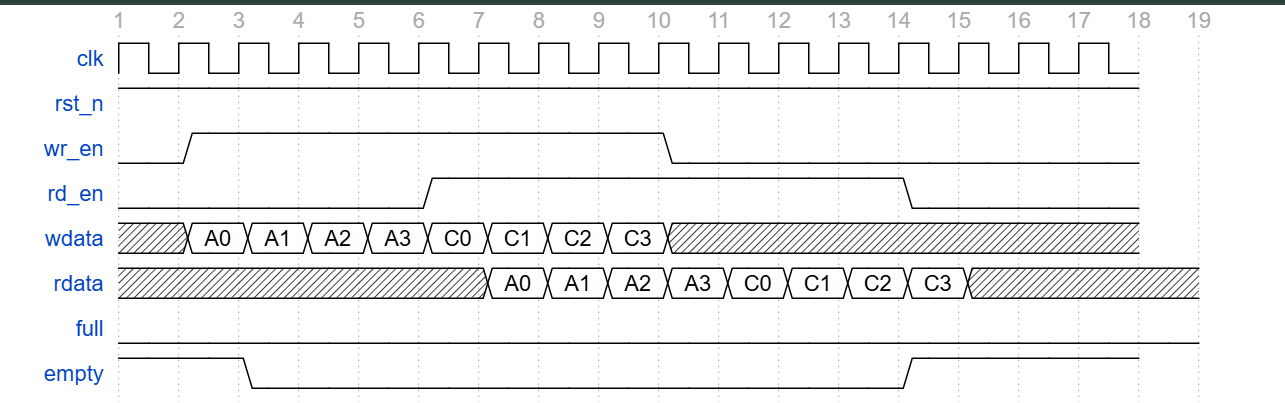 1 2 3 4 5 6 7 8 9 10 11 12 13 14 15 16 17 18 19
clk
rst_n
wr_en
rd_en
wdata A0 A1 A2 A3 C0 C1 C2 C3
rdata A0 A1 A2 A3 C0 C1 C2 C3
full
empty